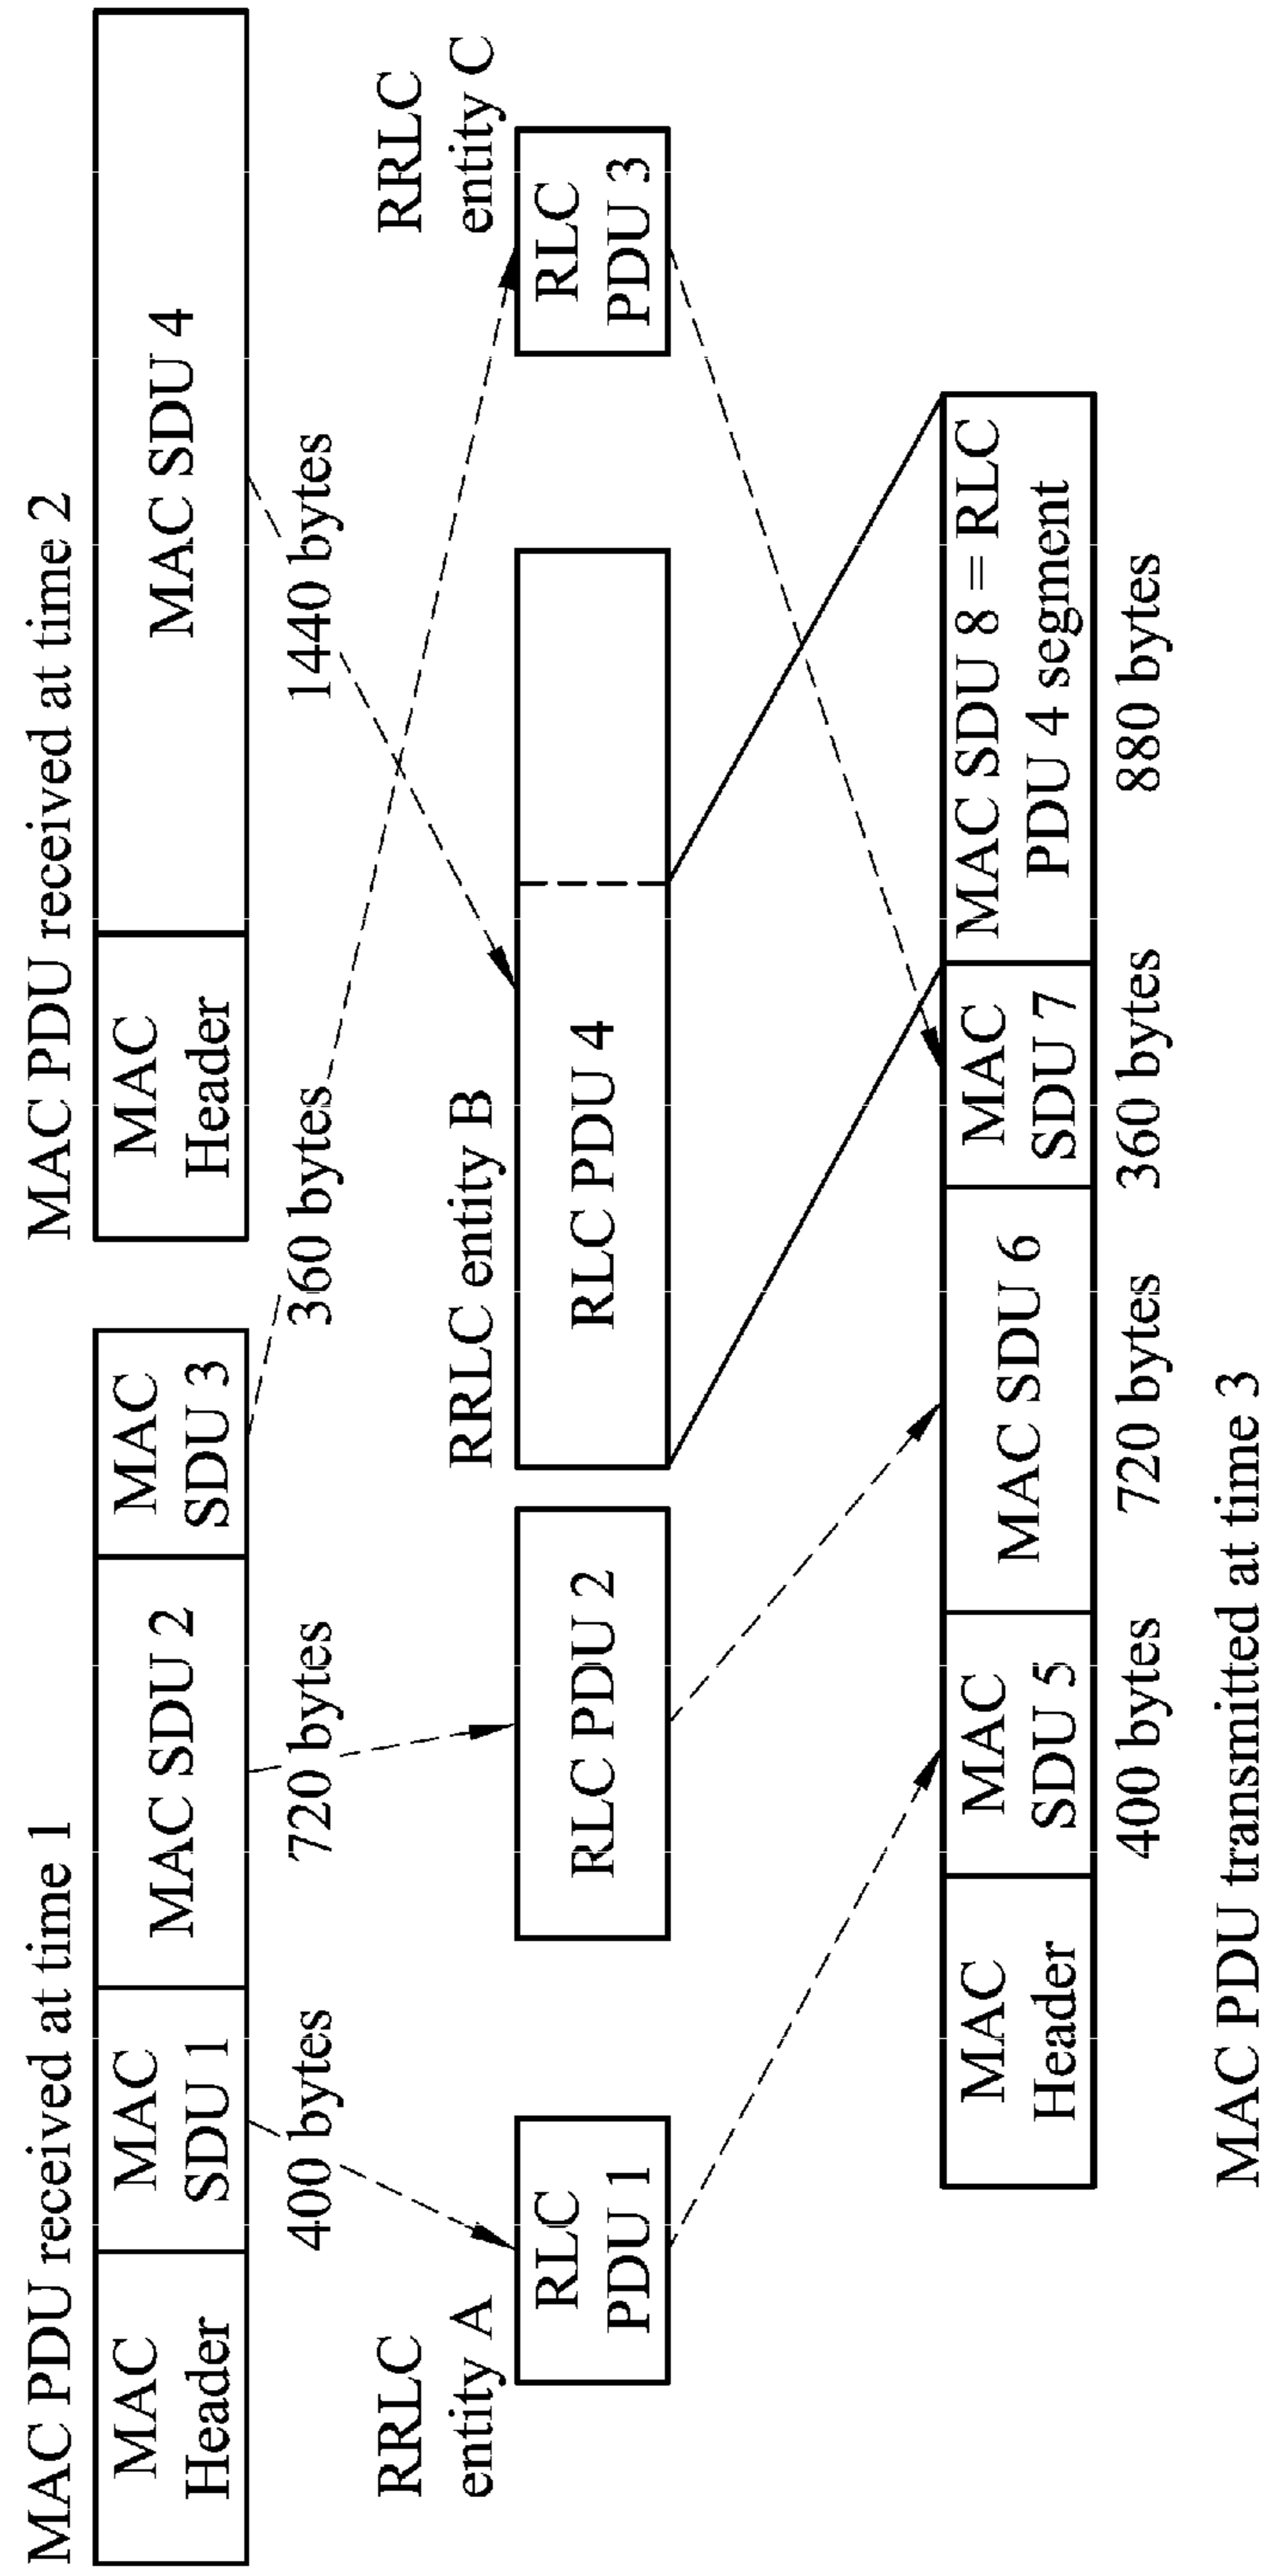 MAC PDU received at time 1
MAC PDU received at time 2
MAC
Header
MAC
SDU 1
MAC SDU 2
MAC
SDU 3
MAC
Header
MAC SDU 4
400 bytes
720 bytes
360 bytes
1440 bytes
RRLC
entity A
RRLC entity B
RRLC
entity C
RLC
PDU 1
RLC PDU 2
RLC PDU 4
RLC
PDU 3
MAC
Header
MAC
SDU 5
MAC SDU 6
MAC
SDU 7
MAC SDU 8 = RLC
PDU 4 segment
400 bytes
720 bytes
360 bytes
880 bytes
MAC PDU transmitted at time 3